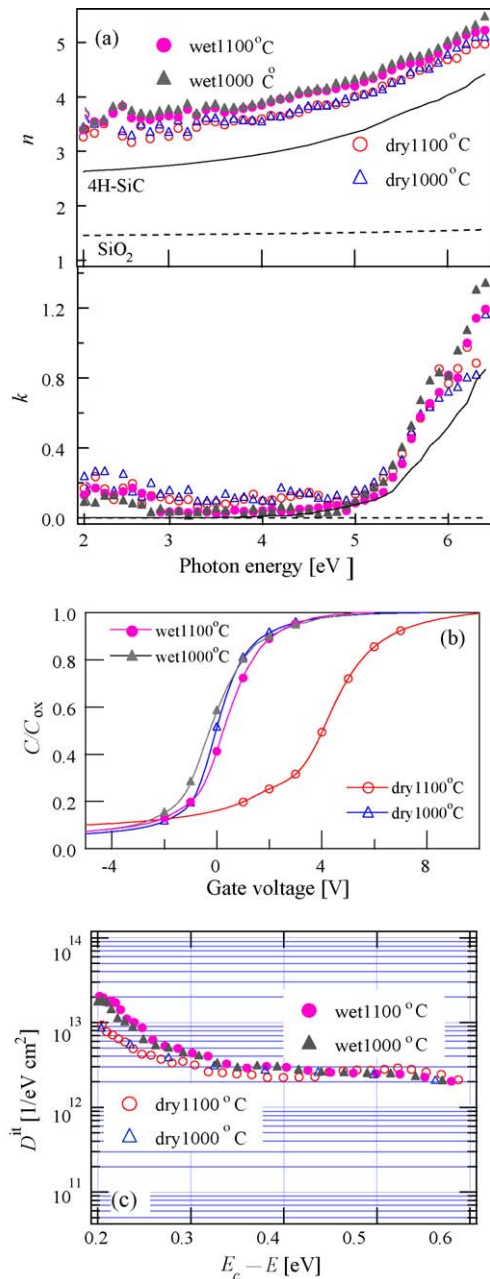 (a)
wet1100°C
wet1000 C°
dry1100°C
dry1000°C
4H-SiC
SiO2
n
5
4
3
2
1
k
1.2
0.8
0.4
0.0
2 3 4 5 6
Photon energy [eV ]
(b)
wet1100°C
wet1000°C
dry1100°C
dry1000°C
C/Cox
1.0
0.8
0.6
0.4
0.2
0.0
-4 0 4 8
Gate voltage [V]
wet1100 °C
wet1000 °C
dry1100°C
dry1000°C
(c)
D^it [1/eV cm²]
10^14
10^13
10^12
10^11
0.2 0.3 0.4 0.5 0.6
E_c – E [eV]